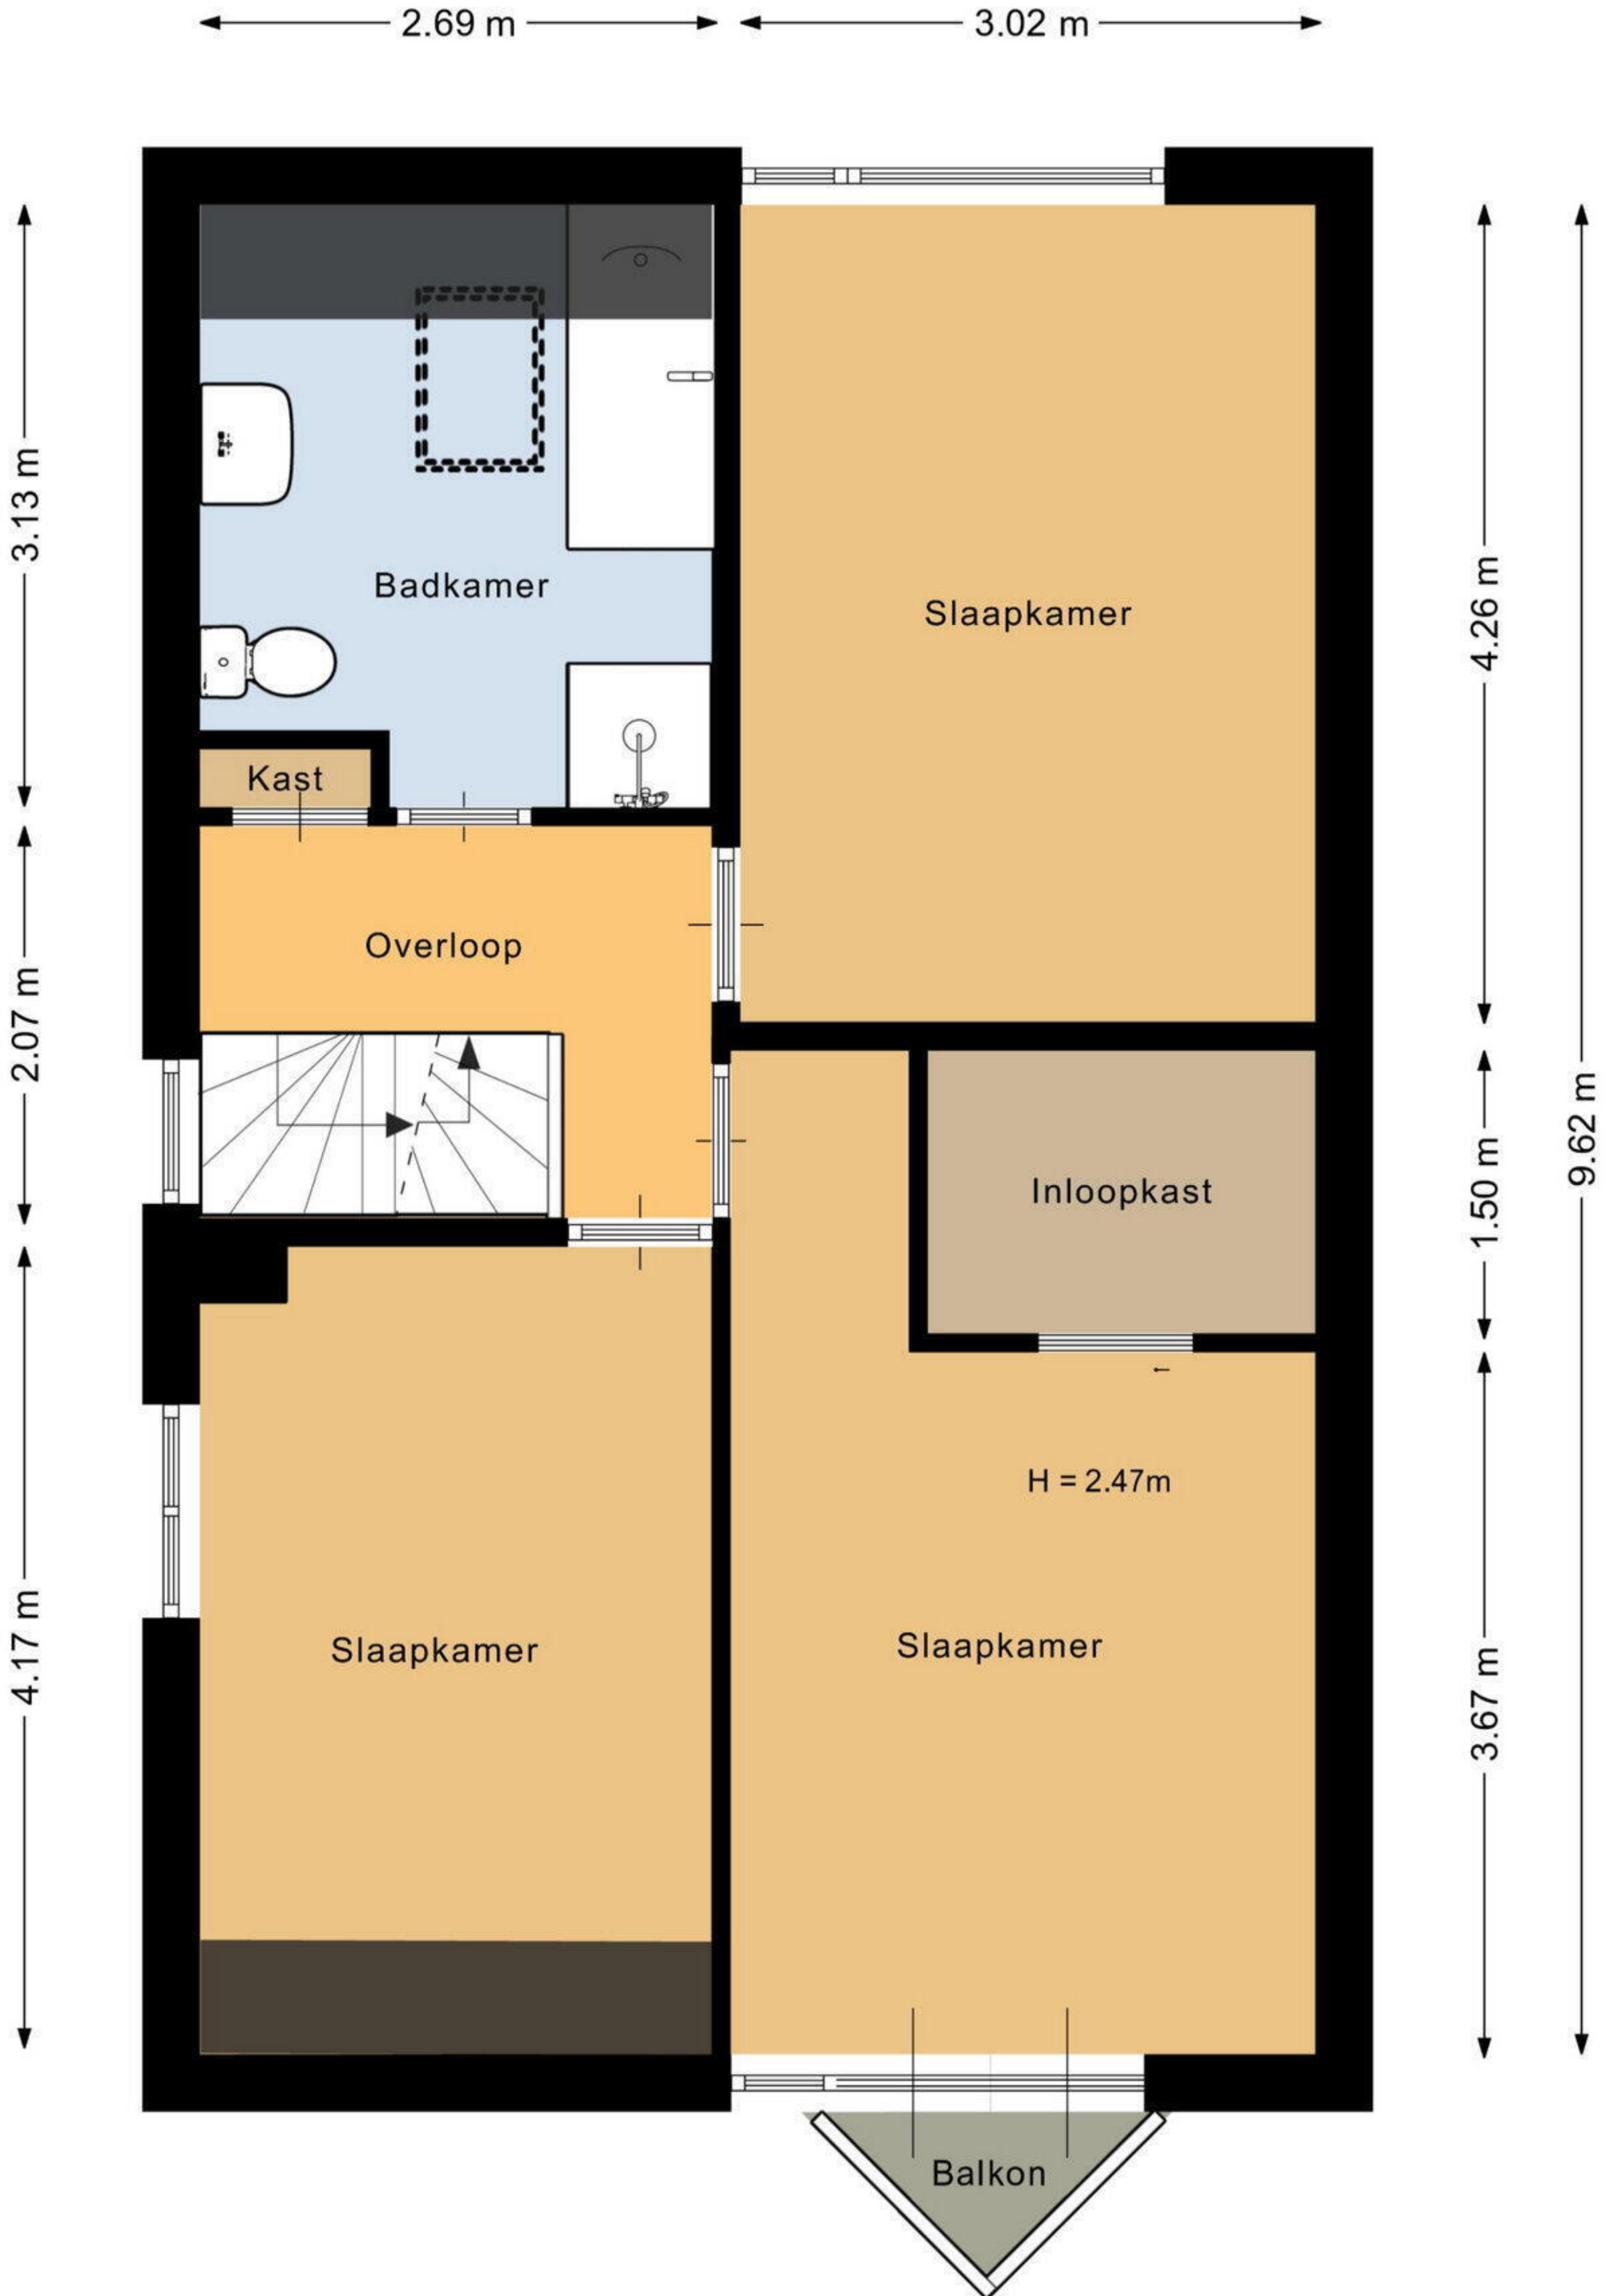 2.69 m
3.02 m
3.13 m
4.26 m
Badkamer
Slaapkamer
Kast
Overloop
2.07 m
1.50 m
9.62 m
Inloopkast
H = 2.47m
4.17 m
Slaapkamer
Slaapkamer
3.67 m
Balkon